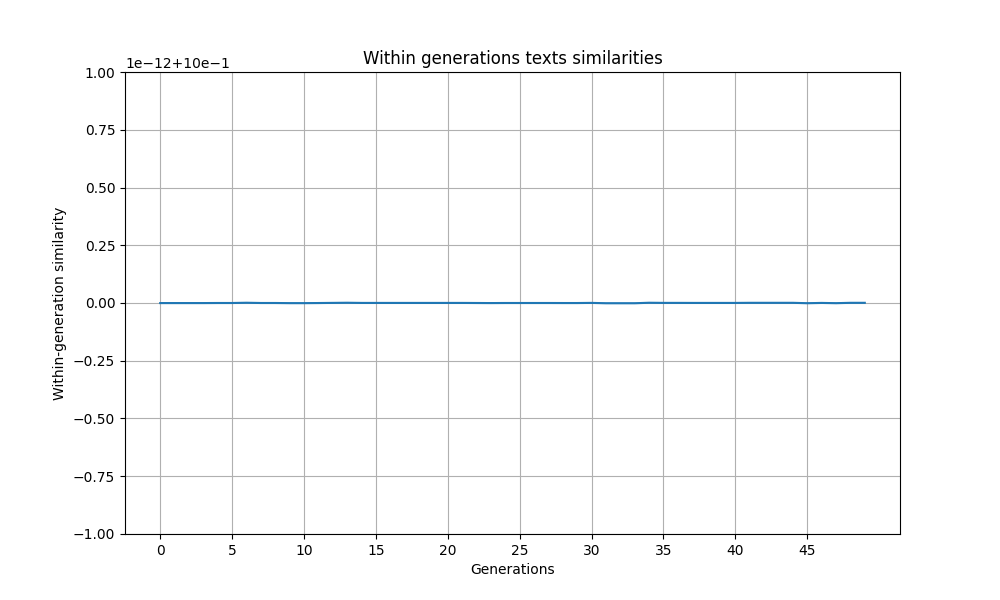 Within generations texts similarities
1e−12+10e−1
1.00
0.75
0.50
0.25
0.00
−0.25
−0.50
−0.75
−1.00
Within-generation similarity
0 5 10 15 20 25 30 35 40 45
Generations